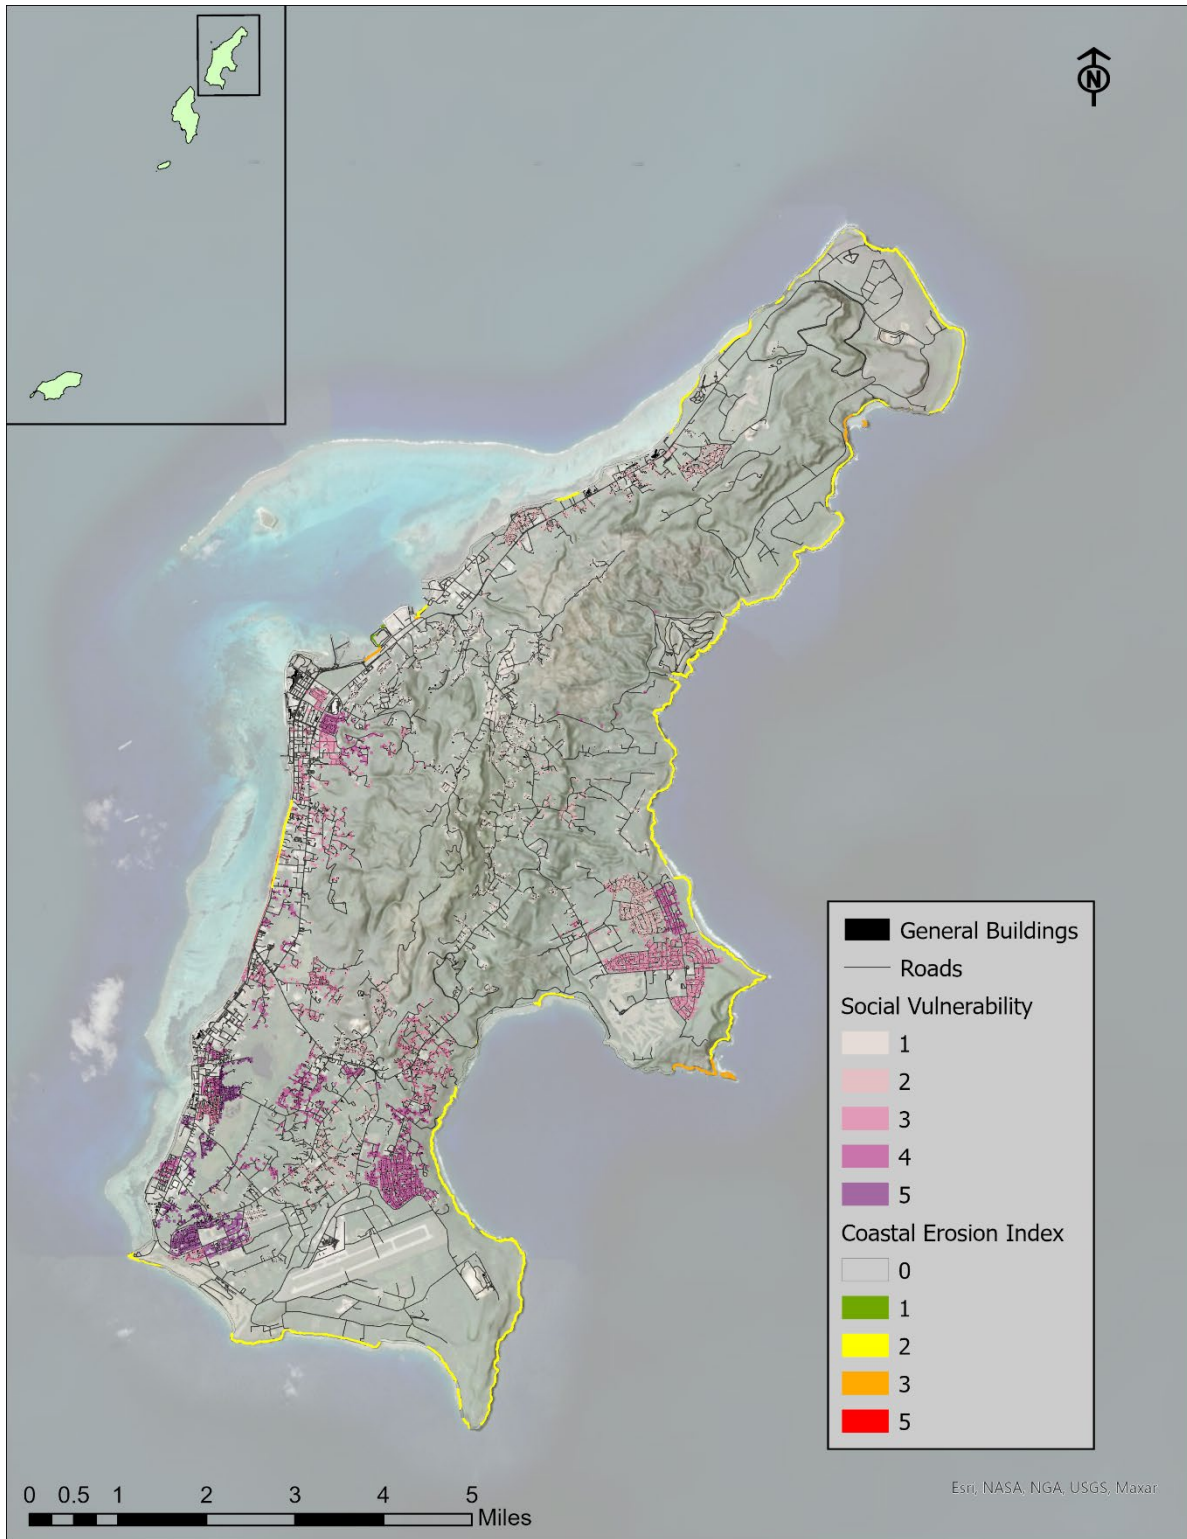 N
General Buildings
Roads
Social Vulnerability
1
2
3
4
5
Coastal Erosion Index
0
1
2
3
5
0 0.5 1 2 3 4 5
Miles
Esri, NASA, NGA, USGS, Maxar